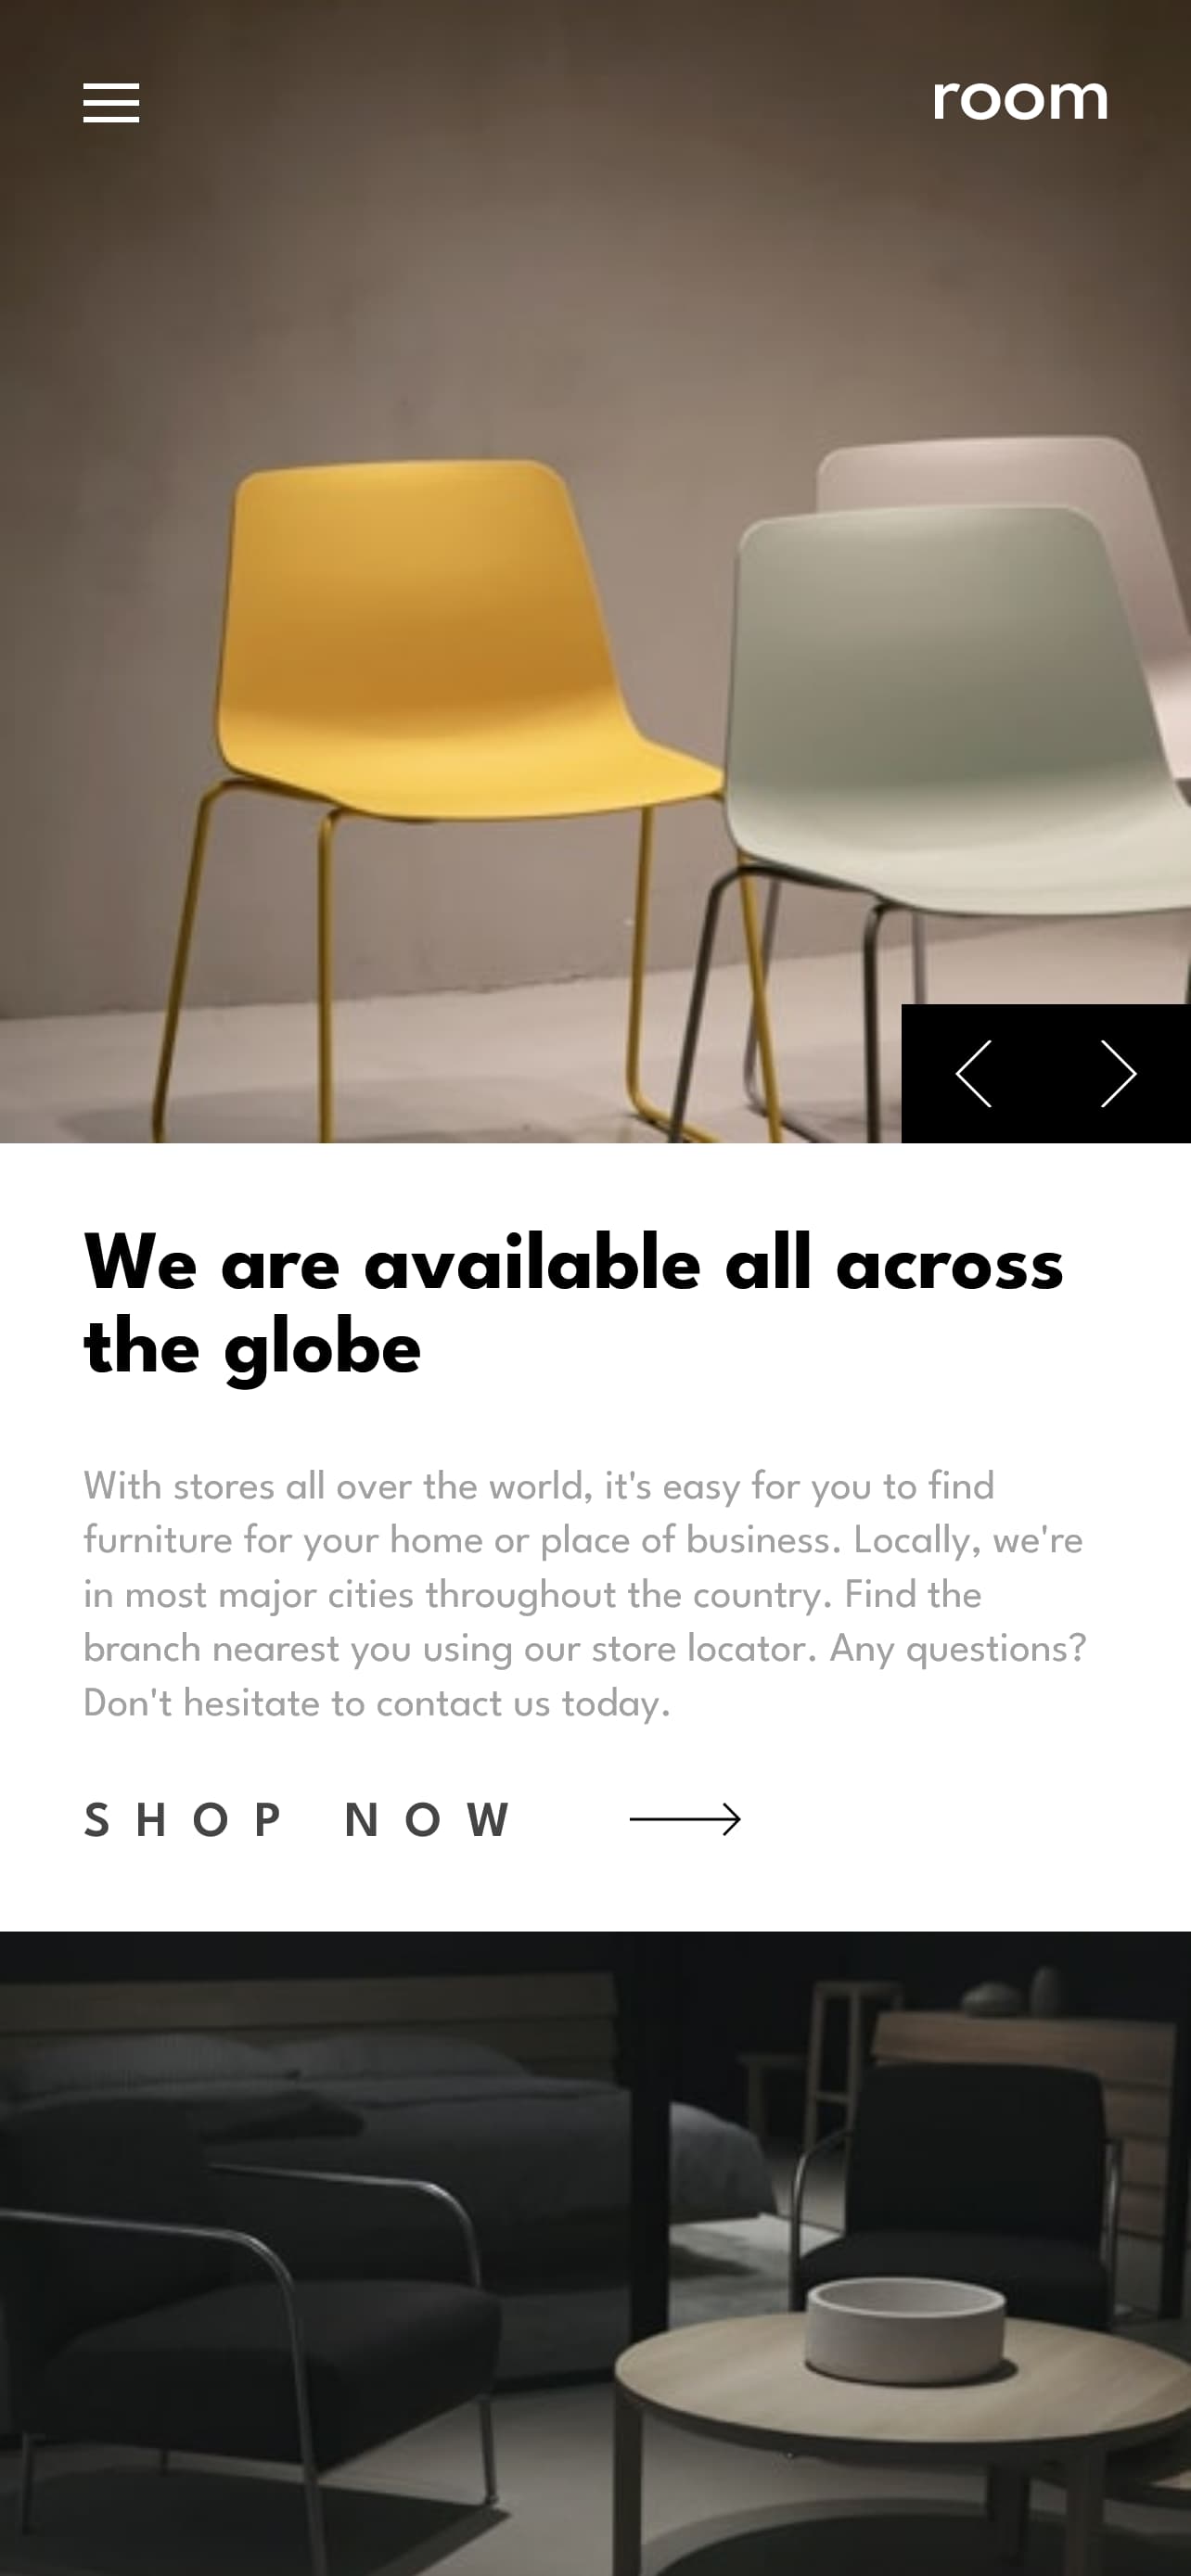 room
We are available all across
the globe
With stores all over the world, it's easy for you to find
furniture for your home or place of business. Locally, we're
in most major cities throughout the country. Find the
branch nearest you using our store locator. Any questions?
Don't hesitate to contact us today.
SHOP NOW